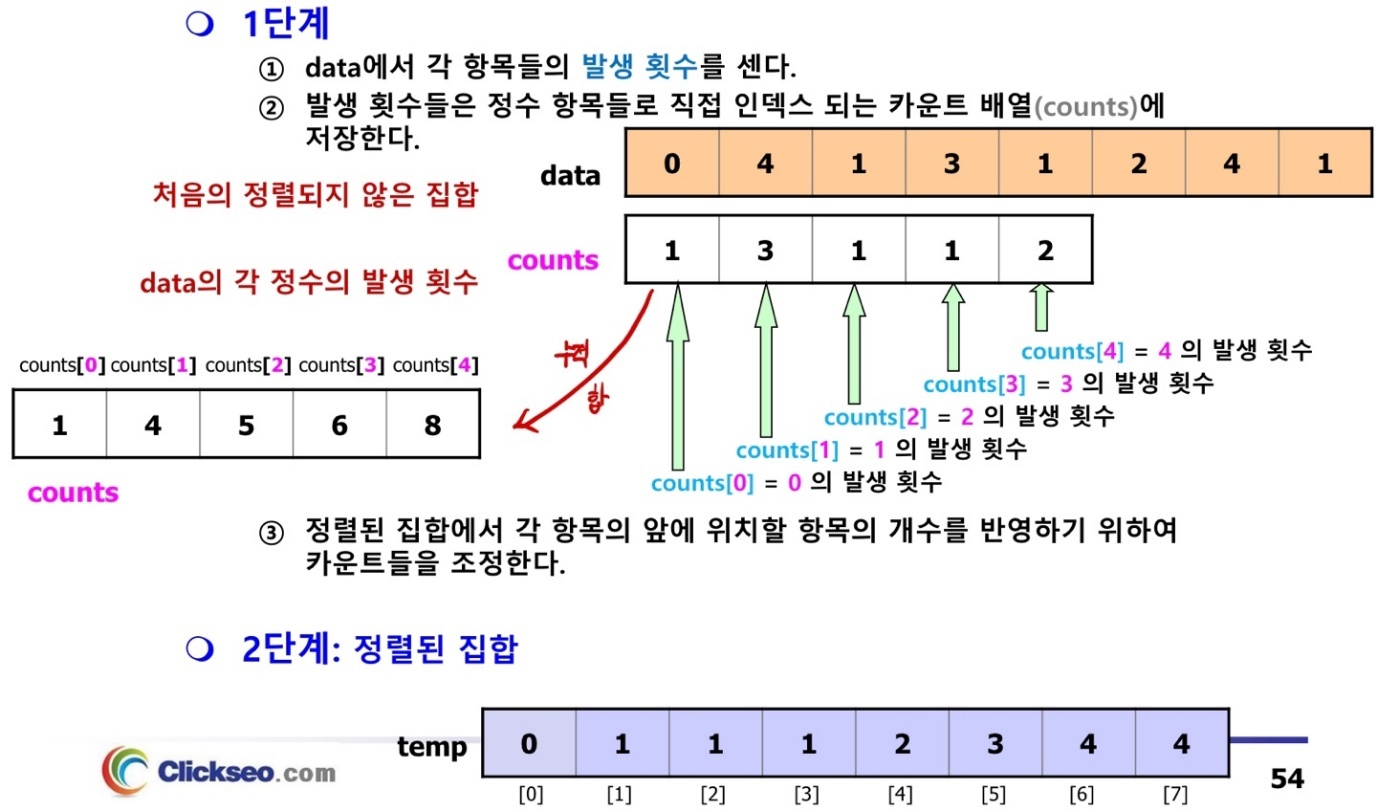 ❍ 1단계
① data에서 각 항목들의 발생 횟수를 센다.
② 발생 횟수들은 정수 항목들로 직접 인덱스 되는 카운트 배열(counts)에
저장한다.
data 0 4 1 3 1 2 4 1
처음의 정렬되지 않은 집합
counts 1 3 1 1 2
data의 각 정수의 발생 횟수
누적
합
counts[4] = 4 의 발생 횟수
counts[3] = 3 의 발생 횟수
counts[2] = 2 의 발생 횟수
counts[1] = 1 의 발생 횟수
counts[0] = 0 의 발생 횟수
counts[0] counts[1] counts[2] counts[3] counts[4]
1 4 5 6 8
counts
③ 정렬된 집합에서 각 항목의 앞에 위치할 항목의 개수를 반영하기 위하여
카운트들을 조정한다.
❍ 2단계: 정렬된 집합
temp 0 1 1 1 2 3 4 4
[0] [1] [2] [3] [4] [5] [6] [7]
Clickseo.com
54